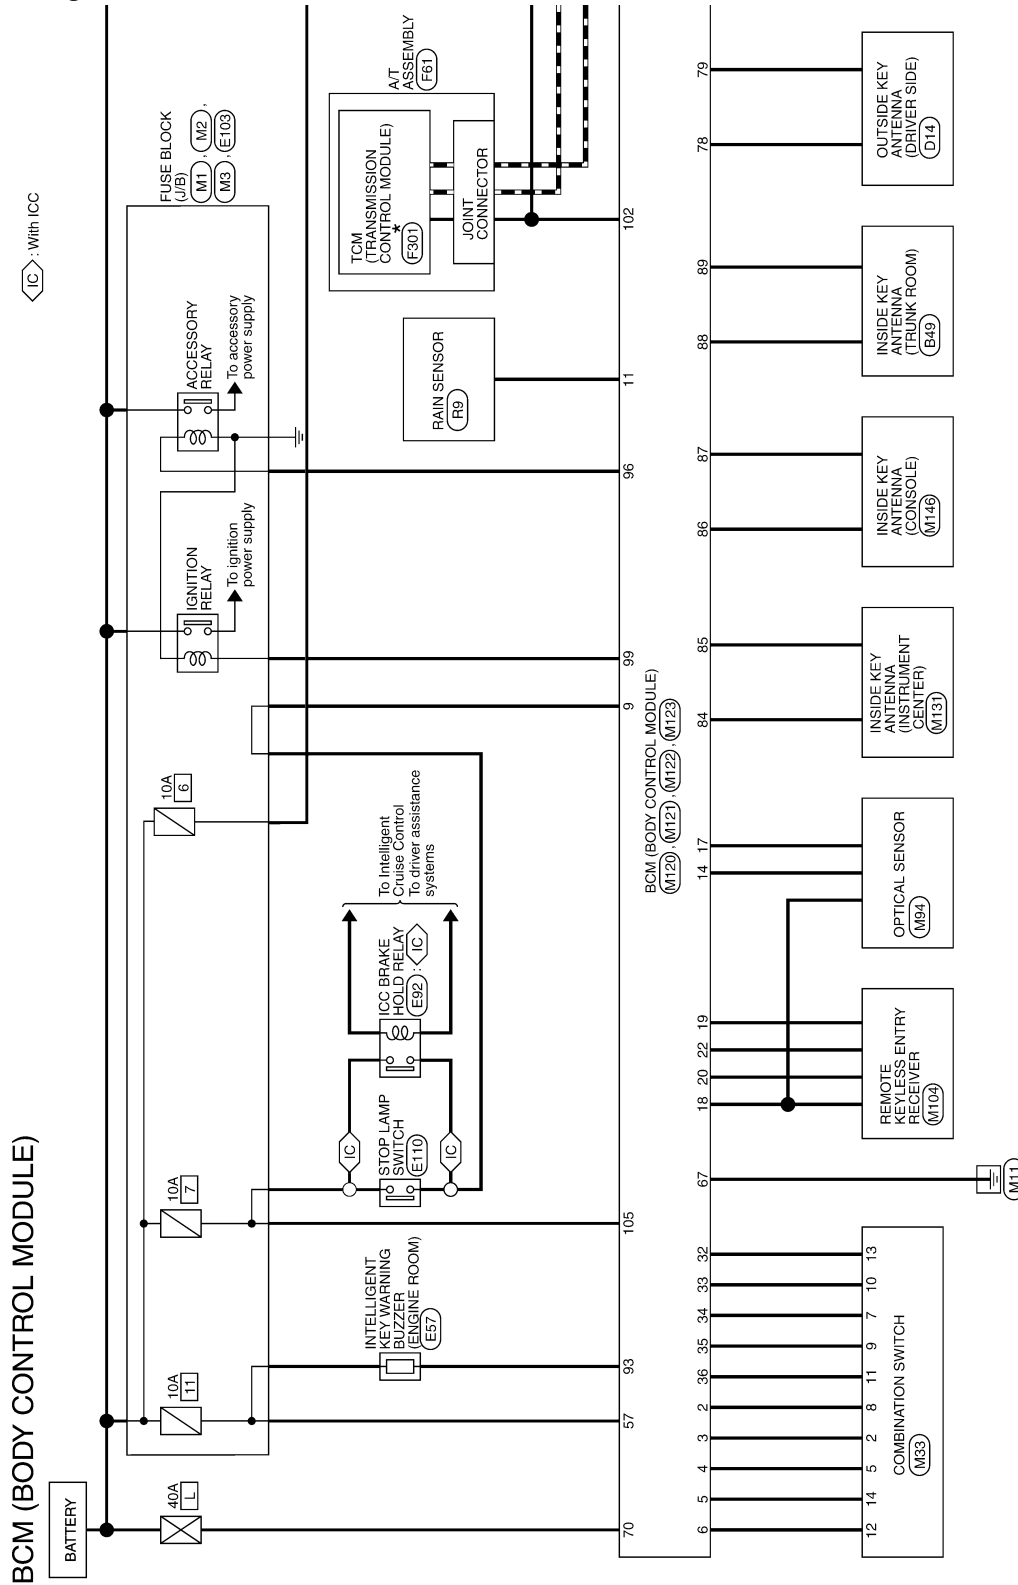 BCM (BODY CONTROL MODULE)
IC : With ICC
BATTERY
40A
L
10A
11
10A
7
10A
6
IGNITION
RELAY
To ignition
power supply
ACCESSORY
RELAY
To accessory
power supply
FUSE BLOCK
(J/B)
M1 , M2 ,
M3 , E103
INTELLIGENT
KEY WARNING
BUZZER
(ENGINE ROOM)
E57
STOP LAMP
SWITCH
E110
IC
IC
ICC BRAKE
HOLD RELAY
E92 : IC
To Intelligent
Cruise Control
To driver assistance
systems
RAIN SENSOR
R9
TCM
(TRANSMISSION
CONTROL MODULE)
*
F301
JOINT
CONNECTOR
A/T
ASSEMBLY
F61
70
57
93
105
9
99
96
11
102
BCM (BODY CONTROL MODULE)
M120 , M121 , M122 , M123
6
5
4
3
2
36
35
34
33
32
67
18
20
22
19
14
17
84
85
86
87
88
89
78
79
12
14
5
2
8
11
9
7
10
13
COMBINATION SWITCH
M33
M11
REMOTE
KEYLESS ENTRY
RECEIVER
M104
OPTICAL SENSOR
M94
INSIDE KEY
ANTENNA
(INSTRUMENT
CENTER)
M131
INSIDE KEY
ANTENNA
(CONSOLE)
M146
INSIDE KEY
ANTENNA
(TRUNK ROOM)
B49
OUTSIDE KEY
ANTENNA
(DRIVER SIDE)
D14